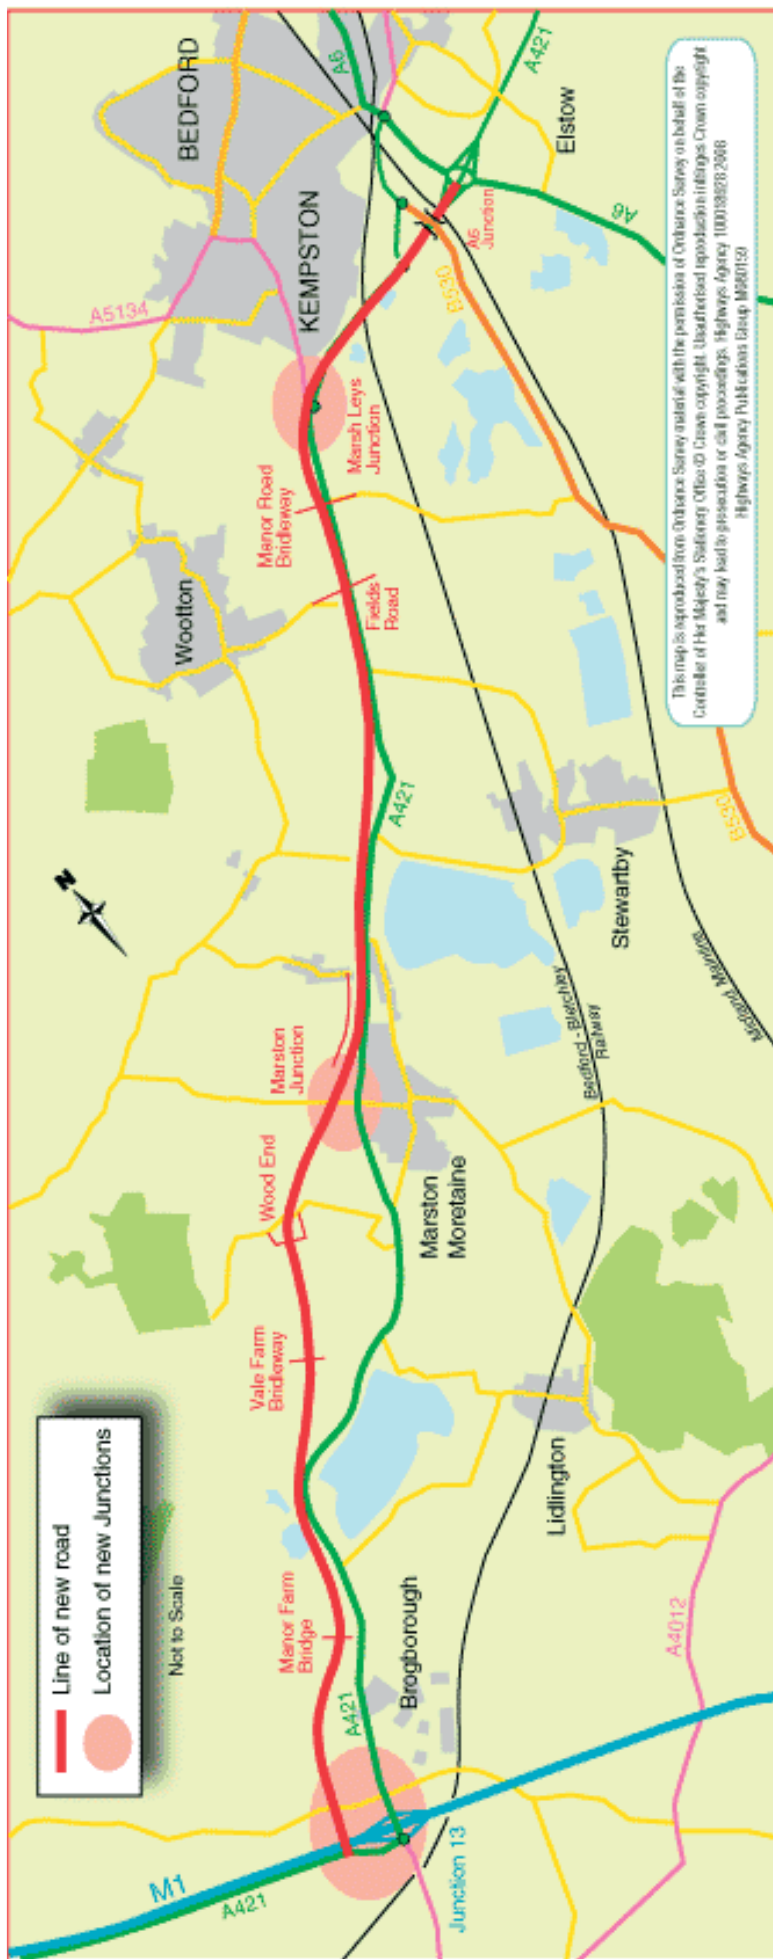 Line of new road
Location of new Junctions
Not to Scale
N
M1
A421
Junction 13
A421
Brogborough
Manor Farm
Bridge
Vale Farm
Bridleway
Wood End
Marston
Junction
Marston
Moretaine
Lidlington
A4012
Bedford - Bletchley
Railway
Midland Mainline
Stewartby
A421
Wootton
Fields
Road
Manor Road
Bridleway
Marsh Leys
Junction
KEMPSTON
BEDFORD
A5134
A6
A421
Elstow
A6
Junction
A6
B530
B530
This map is reproduced from Ordnance Survey material with the permission of Ordnance Survey on behalf of the
Controller of Her Majesty's Stationery Office © Crown copyright. Unauthorised reproduction infringes Crown copyright
and may lead to prosecution or civil proceedings. Highways Agency 100018928 2006
Highways Agency Publications Group M060159